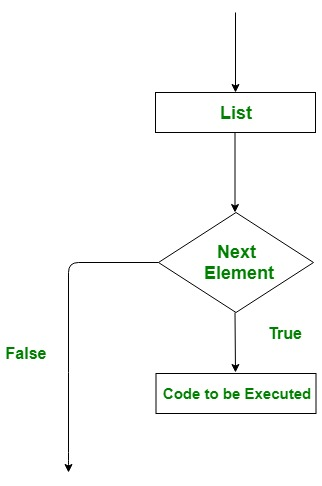 List
Next
Element
True
False
Code to be Executed